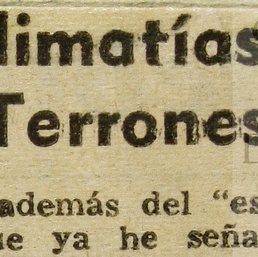 limatías
Terrones
además del "es
ue ya he seña